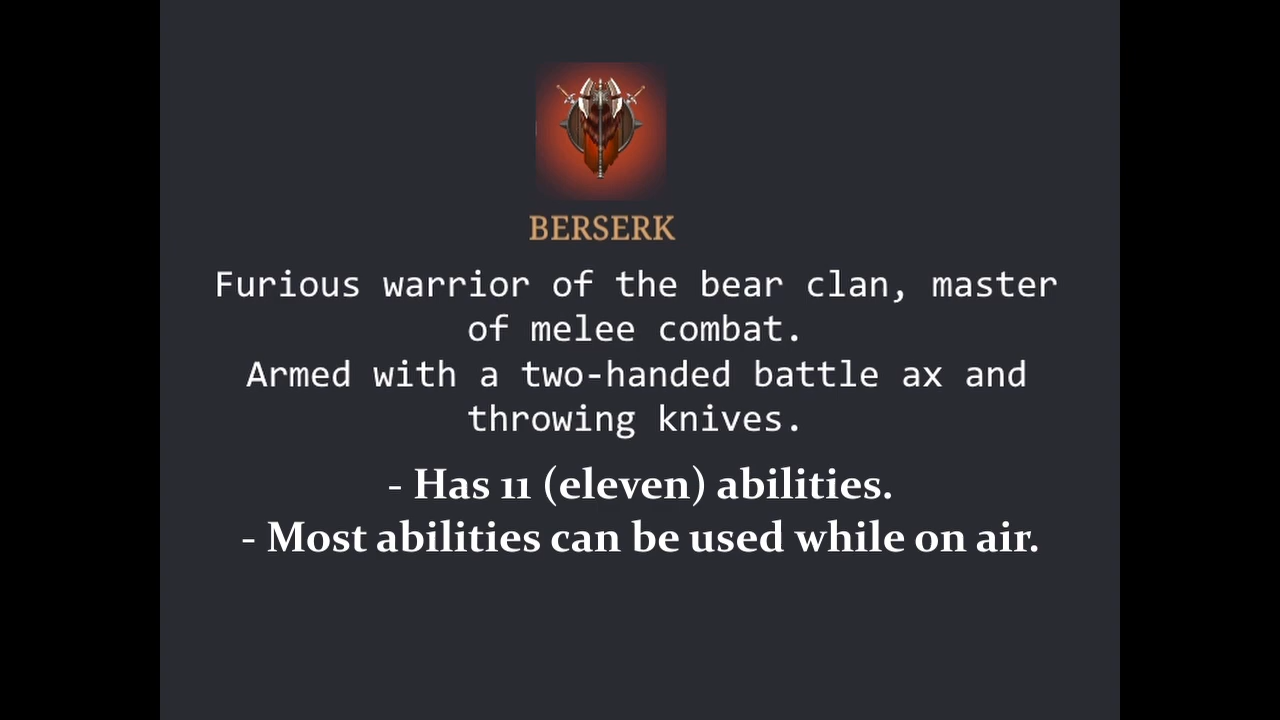 BERSERK
Furious warrior of the bear clan, master
of melee combat.
Armed with a two-handed battle ax and
throwing knives.
- Has 11 (eleven) abilities.
- Most abilities can be used while on air.